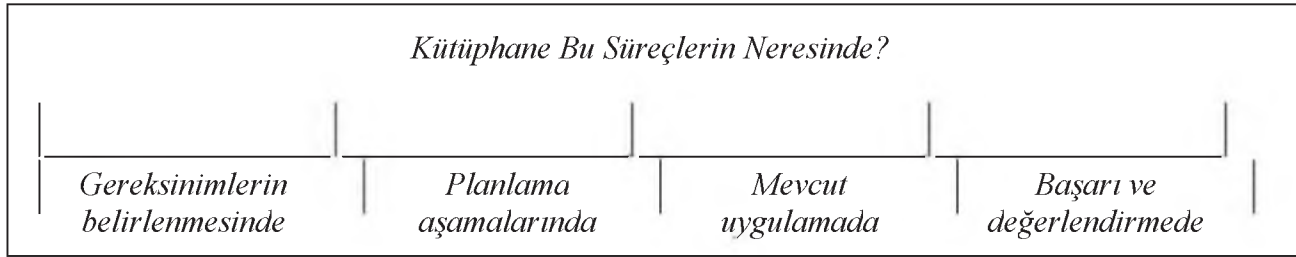 Kütüphane Bu Süreçlerin Neresinde?
Gereksinimlerin
belirlenmesinde
Planlama
aşamalarında
Mevcut
uygulamada
Başarı ve
değerlendirmede